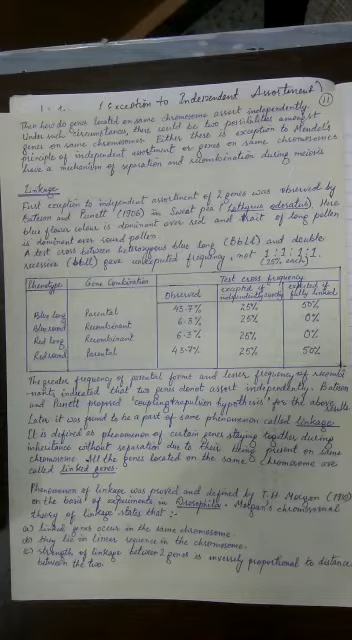 (Exception to Independent Assortment) 11
Then how do genes located on same chromosome assort independently.
Under such circumstances, there could be two possibilities amongst
genes on same chromosomes. Either there is exception to Mendel's
principle of independent assortment or genes on same chromosomes
have a mechanism of separation and recombination during meiosis
Linkage
First exception to independent assortment of 2 genes was observed by
Bateson and Punett (1906) in Sweat pea (Lathyrus odoratus). Here
blue flower colour is dominant over red and trait of long pollen
is dominant over round pollen.
A test cross between heterozygous blue long (BbLl) and double
recessive (bbll) gave unexpected frequency, not 1:1:1:1.
(25% each)
Phenotype Gene Combination Test cross frequency
Observed expected if independently assorty expected if fully linked
Blue long Parental 43.7% 25% 50%
Blue round Recombinant 6.3% 25% 0%
Red long Recombinant 6.3% 25% 0%
Red round Parental 43.7% 25% 50%
The greater frequency of parental forms and lesser frequency of recombi
-nants indicated that two genes donot assort independently. Bateson
and Punett proposed 'coupling & repulsion hypothesis' for the above results.
Later it was found to be a part of same phenomenon called linkage.
It is defined as phenomenon of certain genes staying together during
inheritance without separation due to their being present on same
chromosome. All the genes located on the same chromosome are
called linked genes.
Phenomenon of linkage was proved and defined by T.H Morgan (1910)
on the basis of experiments in Drosophila. Morgan's chromosomal
theory of linkage states that :-
(a) linked genes occur in the same chromosome.
(b) they lie in linear sequence in the chromosome.
(c) strength of linkage between 2 genes is inversly proportional to distance
between the two.